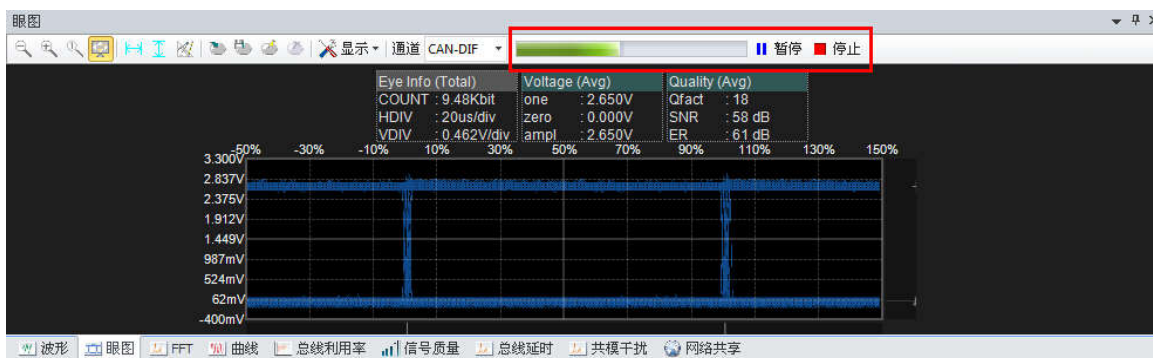 眼图
显示 通道 CAN-DIF 暂停 停止
Eye Info (Total) Voltage (Avg) Quality (Avg)
COUNT : 9.48Kbit one : 2.650V Qfact : 18
HDIV : 20us/div zero : 0.000V SNR : 58 dB
VDIV : 0.462V/div ampl : 2.650V ER : 61 dB
-50% -30% -10% 10% 30% 50% 70% 90% 110% 130% 150%
3.300V
2.837V
2.375V
1.912V
1.449V
987mV
524mV
62mV
-400mV
波形 眼图 FFT 曲线 总线利用率 信号质量 总线延时 共模干扰 网络共享